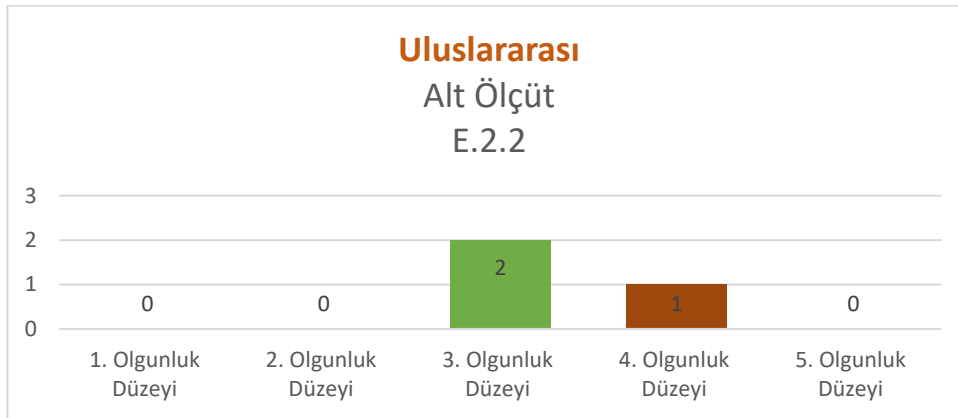 Uluslararası
Alt Ölçüt
E.2.2
3
2
1
0
0
0
2
1
0
1. Olgunluk
Düzeyi
2. Olgunluk
Düzeyi
3. Olgunluk
Düzeyi
4. Olgunluk
Düzeyi
5. Olgunluk
Düzeyi